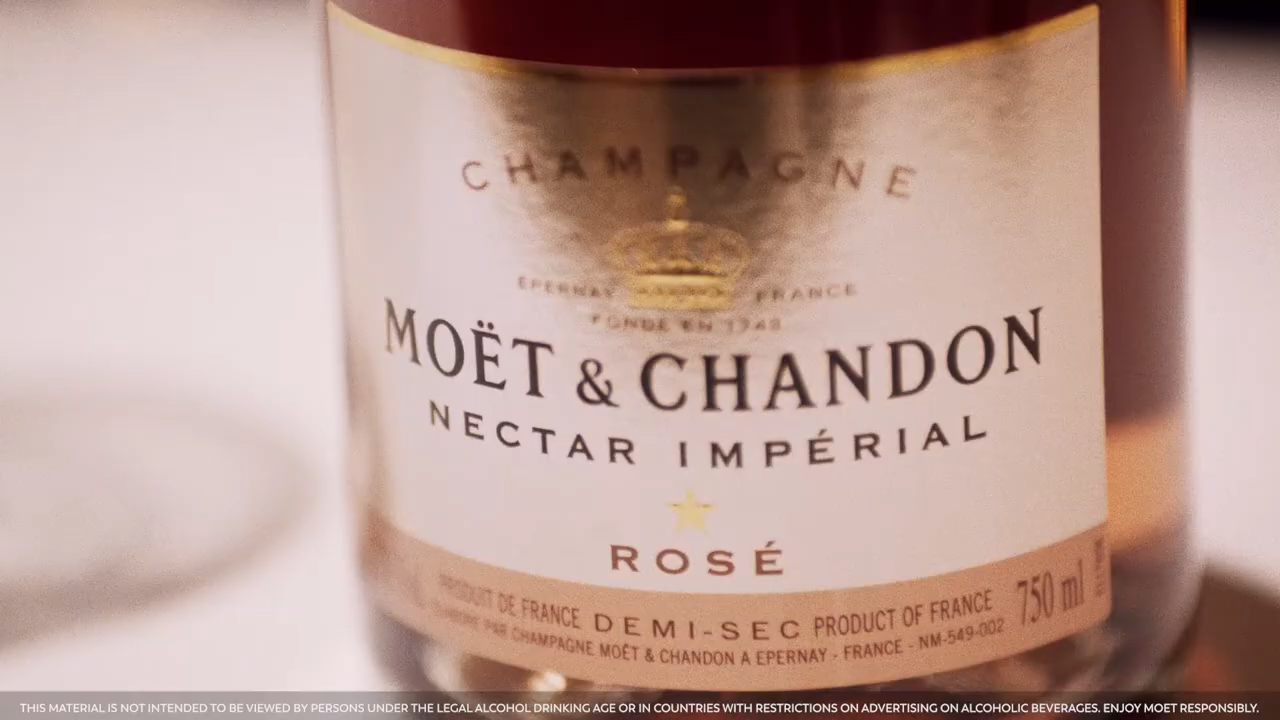 CHAMPAGNE
ÉPERNAY FRANCE
FONDÉ EN 1743
MOËT & CHANDON
NECTAR IMPÉRIAL
ROSÉ
PRODUIT DE FRANCE DEMI-SEC PRODUCT OF FRANCE 750 ml
ÉLABORÉ PAR CHAMPAGNE MOËT & CHANDON A EPERNAY - FRANCE - NM-549-002
THIS MATERIAL IS NOT INTENDED TO BE VIEWED BY PERSONS UNDER THE LEGAL ALCOHOL DRINKING AGE OR IN COUNTRIES WITH RESTRICTIONS ON ADVERTISING ON ALCOHOLIC BEVERAGES. ENJOY MOET RESPONSIBLY.